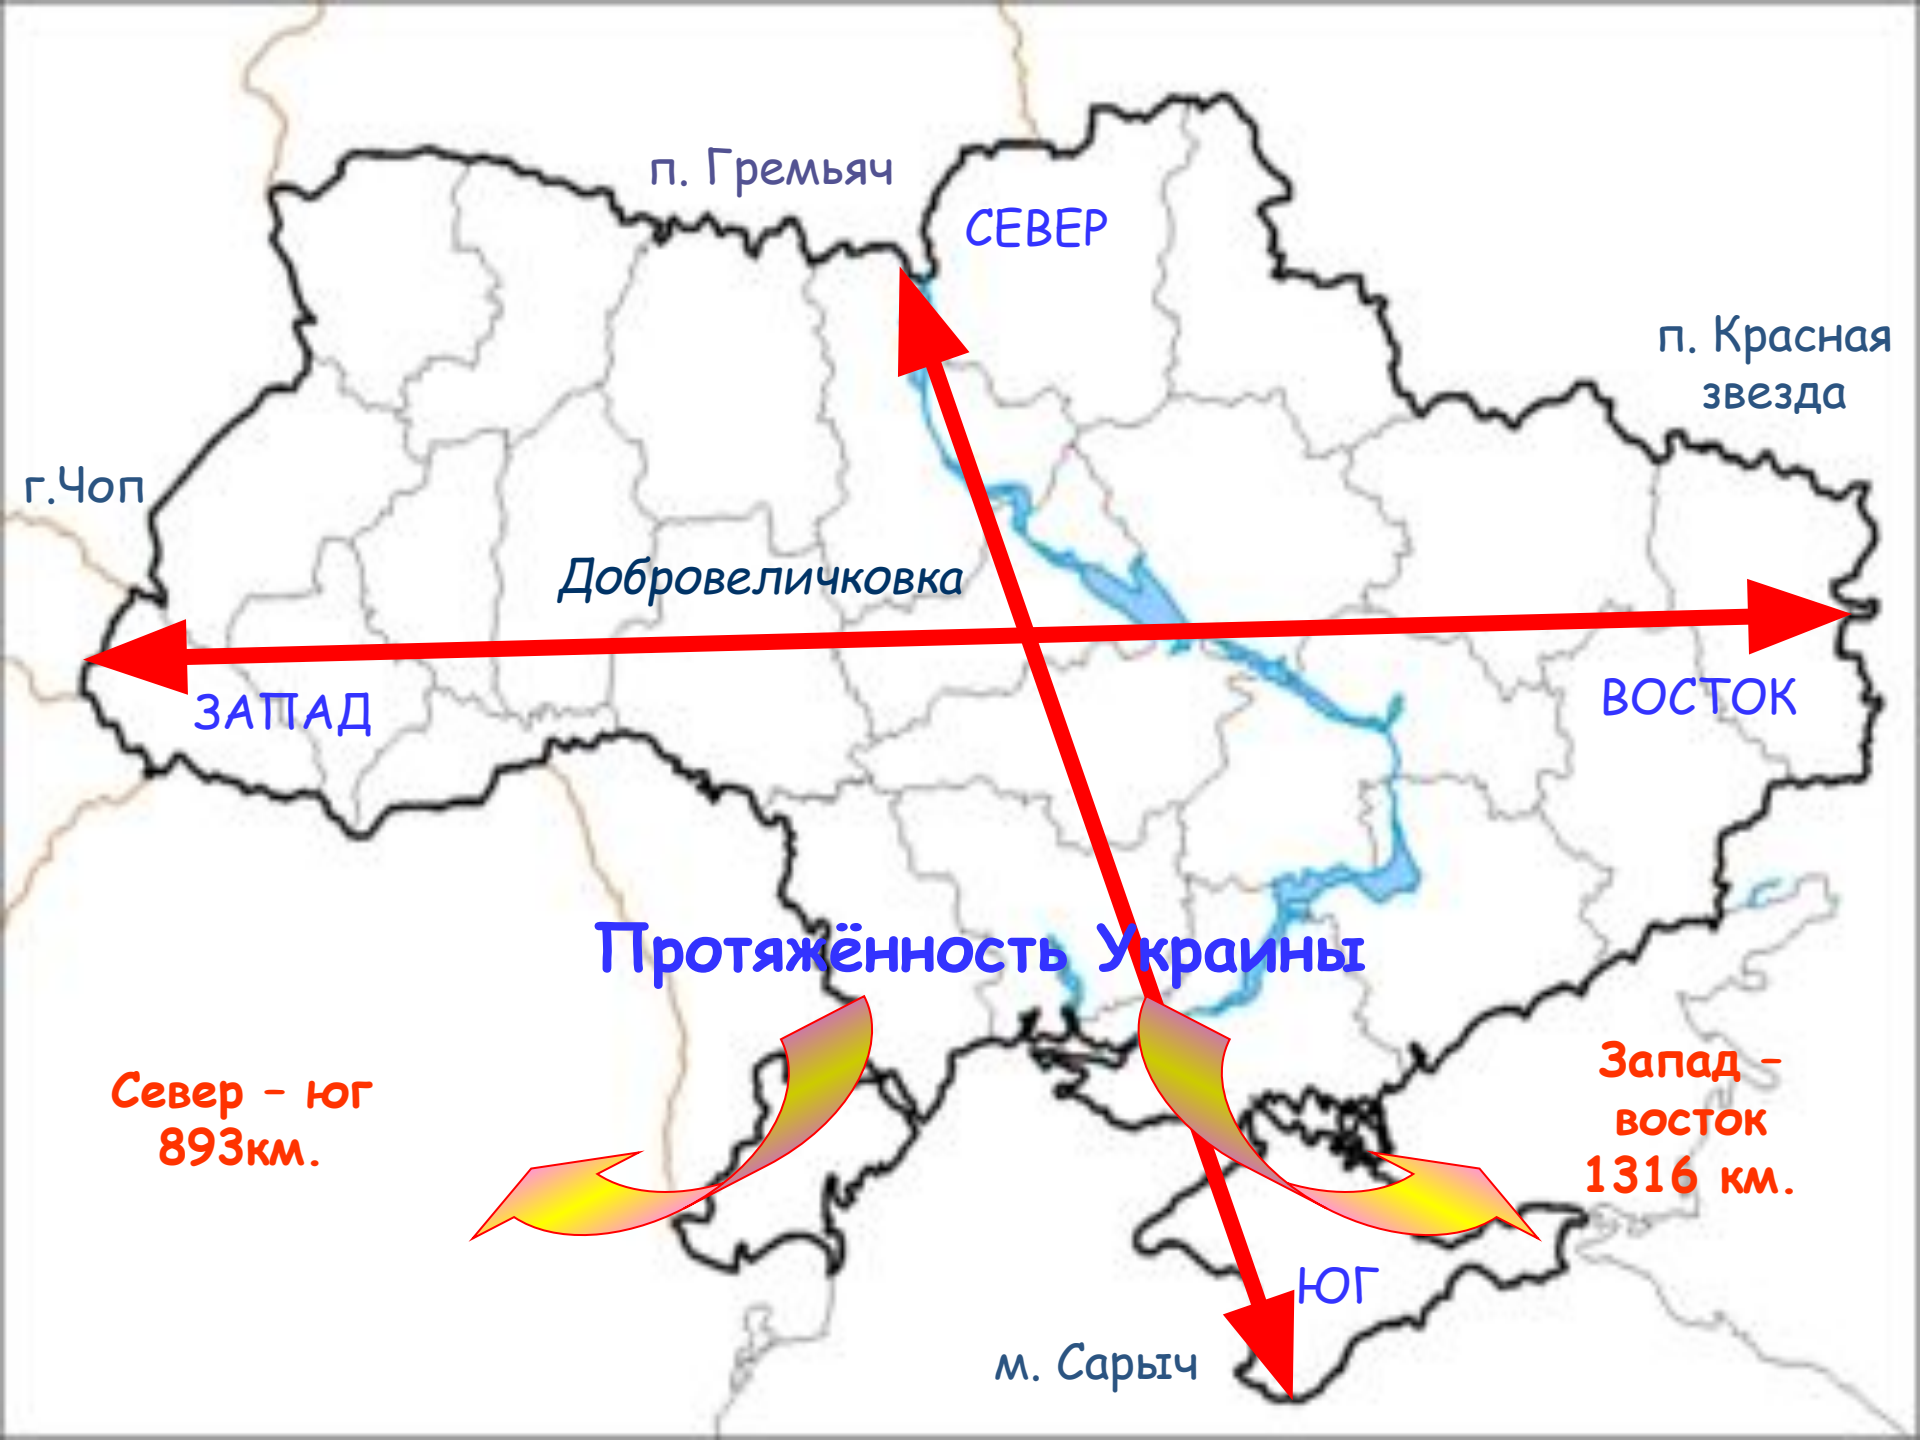 п. Гремьяч
СЕВЕР
п. Красная
звезда
г.Чоп
Добровеличковка
ЗАПАД
ВОСТОК
Протяжённость Украины
Север – юг
893км.
Запад –
восток
1316 км.
ЮГ
м. Сарыч